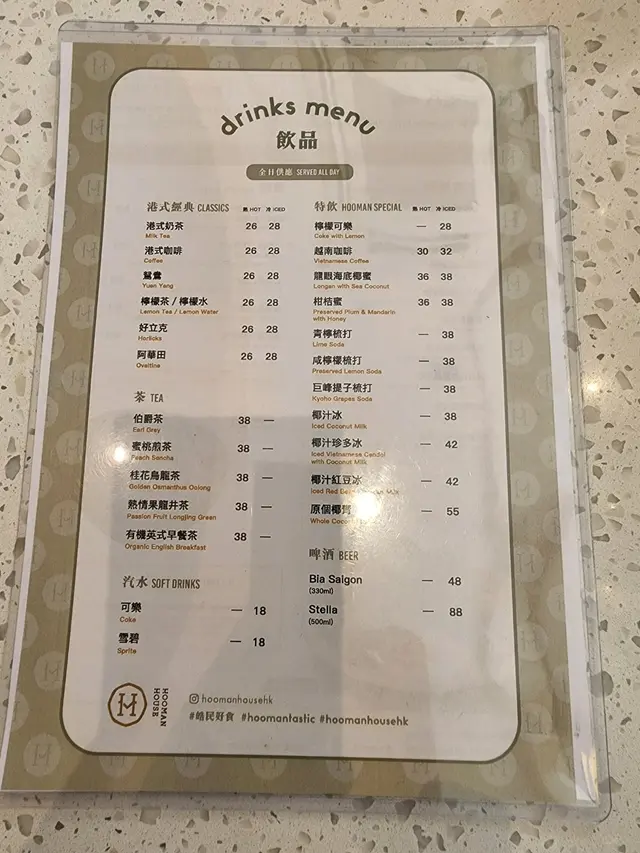 drinks menu
飲品
全日供應 SERVED ALL DAY
港式經典 CLASSICS 熱 HOT 冷 ICED
港式奶茶 26 28
Milk Tea
港式咖啡 26 28
Coffee
鴛鴦 26 28
Yuan Yang
檸檬茶 / 檸檬水 26 28
Lemon Tea / Lemon Water
好立克 26 28
Horlicks
阿華田 26 28
Ovaltine
茶 TEA
伯爵茶 38 —
Earl Grey
蜜桃煎茶 38 —
Peach Sencha
桂花烏龍茶 38 —
Golden Osmanthus Oolong
熱情果龍井茶 38 —
Passion Fruit Longjing Green
有機英式早餐茶 38 —
Organic English Breakfast
汽水 SOFT DRINKS
可樂 — 18
Coke
雪碧 — 18
Sprite
特飲 HOOMAN SPECIAL 熱 HOT 冷 ICED
檸檬可樂 — 28
Coke with Lemon
越南咖啡 30 32
Vietnamese Coffee
龍眼海底椰蜜 36 38
Longan with Sea Coconut
柑桔蜜 36 38
Preserved Plum & Mandarin
with Honey
青檸梳打 — 38
Lime Soda
咸檸檬梳打 — 38
Preserved Lemon Soda
巨峰提子梳打 — 38
Kyoho Grapes Soda
椰汁冰 — 38
Iced Coconut Milk
椰汁珍多冰 — 42
Iced Vietnamese Cendol
with Coconut Milk
椰汁紅豆冰 — 42
Iced Red Bean Milk
原個椰 — 55
Whole Coconut
啤酒 BEER
Bia Saigon — 48
(330ml)
Stella — 88
(500ml)
HOOMAN
HOUSE
hoomanhousehk
#皓民好食 #hoomantastic #hoomanhousehk